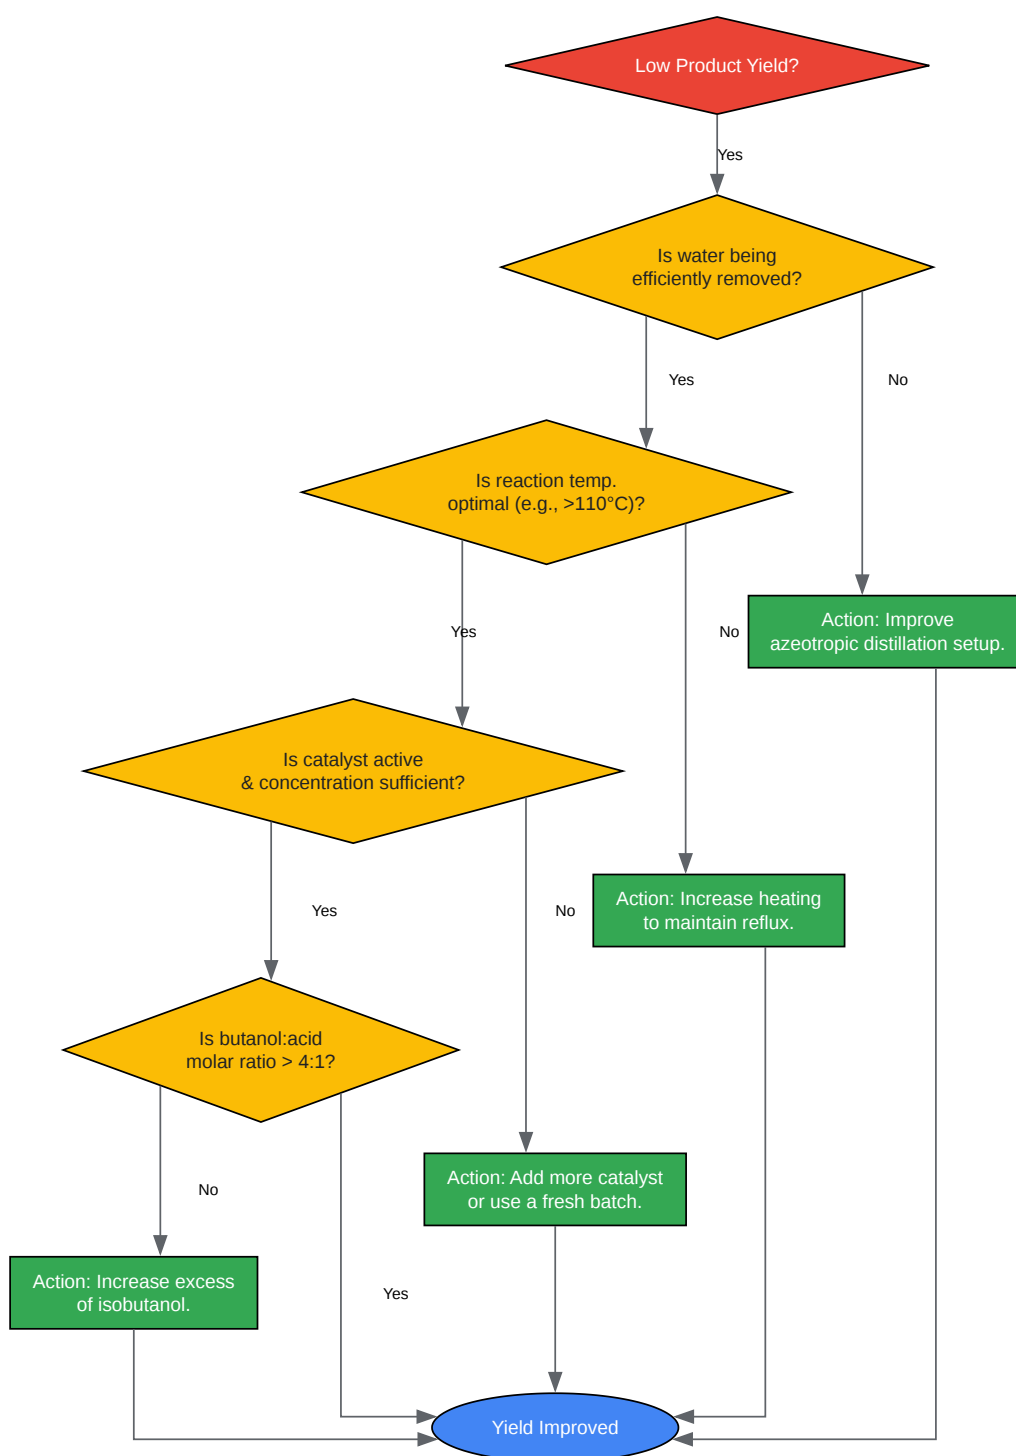 Low Product Yield?
Yes
Is water being
efficiently removed?
Yes
No
Is reaction temp.
optimal (e.g., >110°C)?
Yes
No
Action: Improve
azeotropic distillation setup.
Is catalyst active
& concentration sufficient?
Yes
No
Action: Increase heating
to maintain reflux.
Is butanol:acid
molar ratio > 4:1?
No
Yes
Action: Add more catalyst
or use a fresh batch.
Action: Increase excess
of isobutanol.
Yield Improved